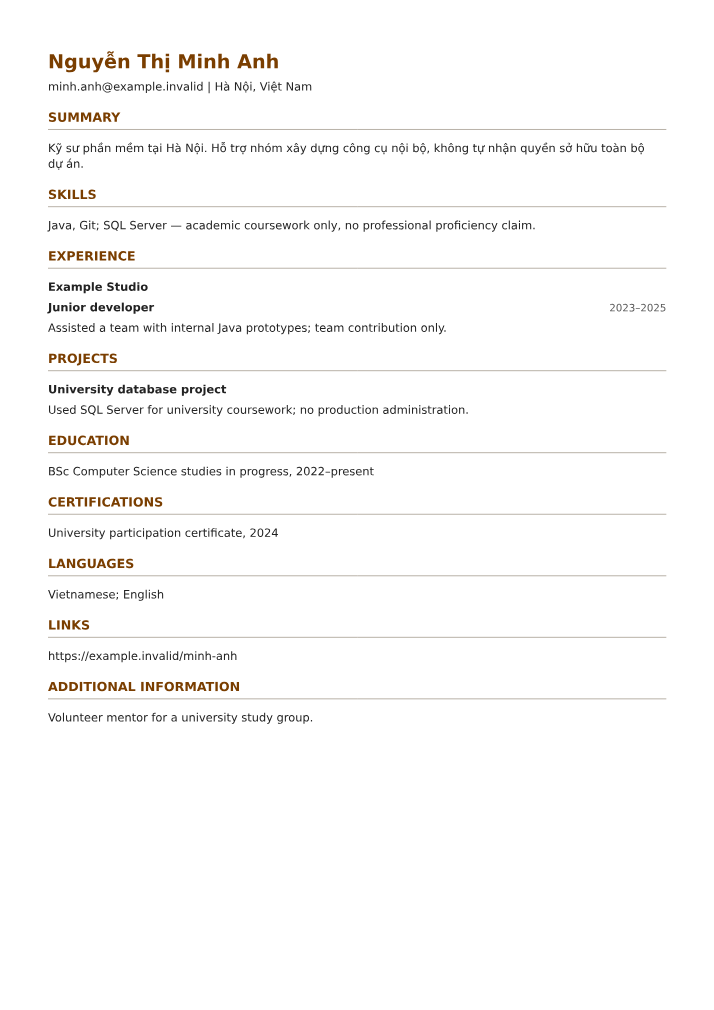 Nguyễn Thị Minh Anh
minh.anh@example.invalid | Hà Nội, Việt Nam
SUMMARY
Kỹ sư phần mềm tại Hà Nội. Hỗ trợ nhóm xây dựng công cụ nội bộ, không tự nhận quyền sở hữu toàn bộ
dự án.
SKILLS
Java, Git; SQL Server — academic coursework only, no professional proficiency claim.
EXPERIENCE
Example Studio
Junior developer 2023–2025
Assisted a team with internal Java prototypes; team contribution only.
PROJECTS
University database project
Used SQL Server for university coursework; no production administration.
EDUCATION
BSc Computer Science studies in progress, 2022–present
CERTIFICATIONS
University participation certificate, 2024
LANGUAGES
Vietnamese; English
LINKS
https://example.invalid/minh-anh
ADDITIONAL INFORMATION
Volunteer mentor for a university study group.